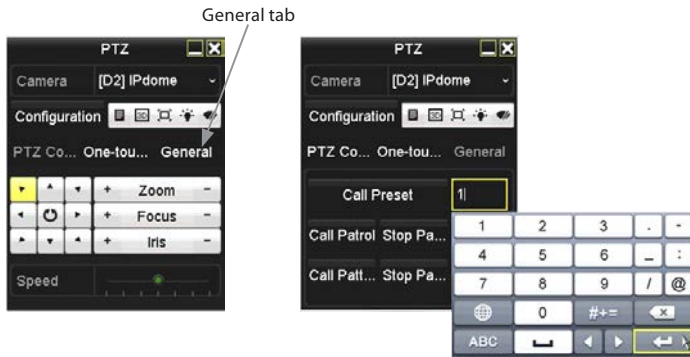 General tab
PTZ
Camera [D2] IPdome
Configuration 3D
PTZ Co... One-tou... General
+ Zoom -
+ Focus -
+ Iris -
Speed
PTZ
Camera [D2] IPdome
Configuration 3D
PTZ Co... One-tou... General
Call Preset 1
Call Patrol Stop Pa...
Call Patt... Stop Pa...
1 2 3 . -
4 5 6 _ :
7 8 9 / @
0 #+=
ABC